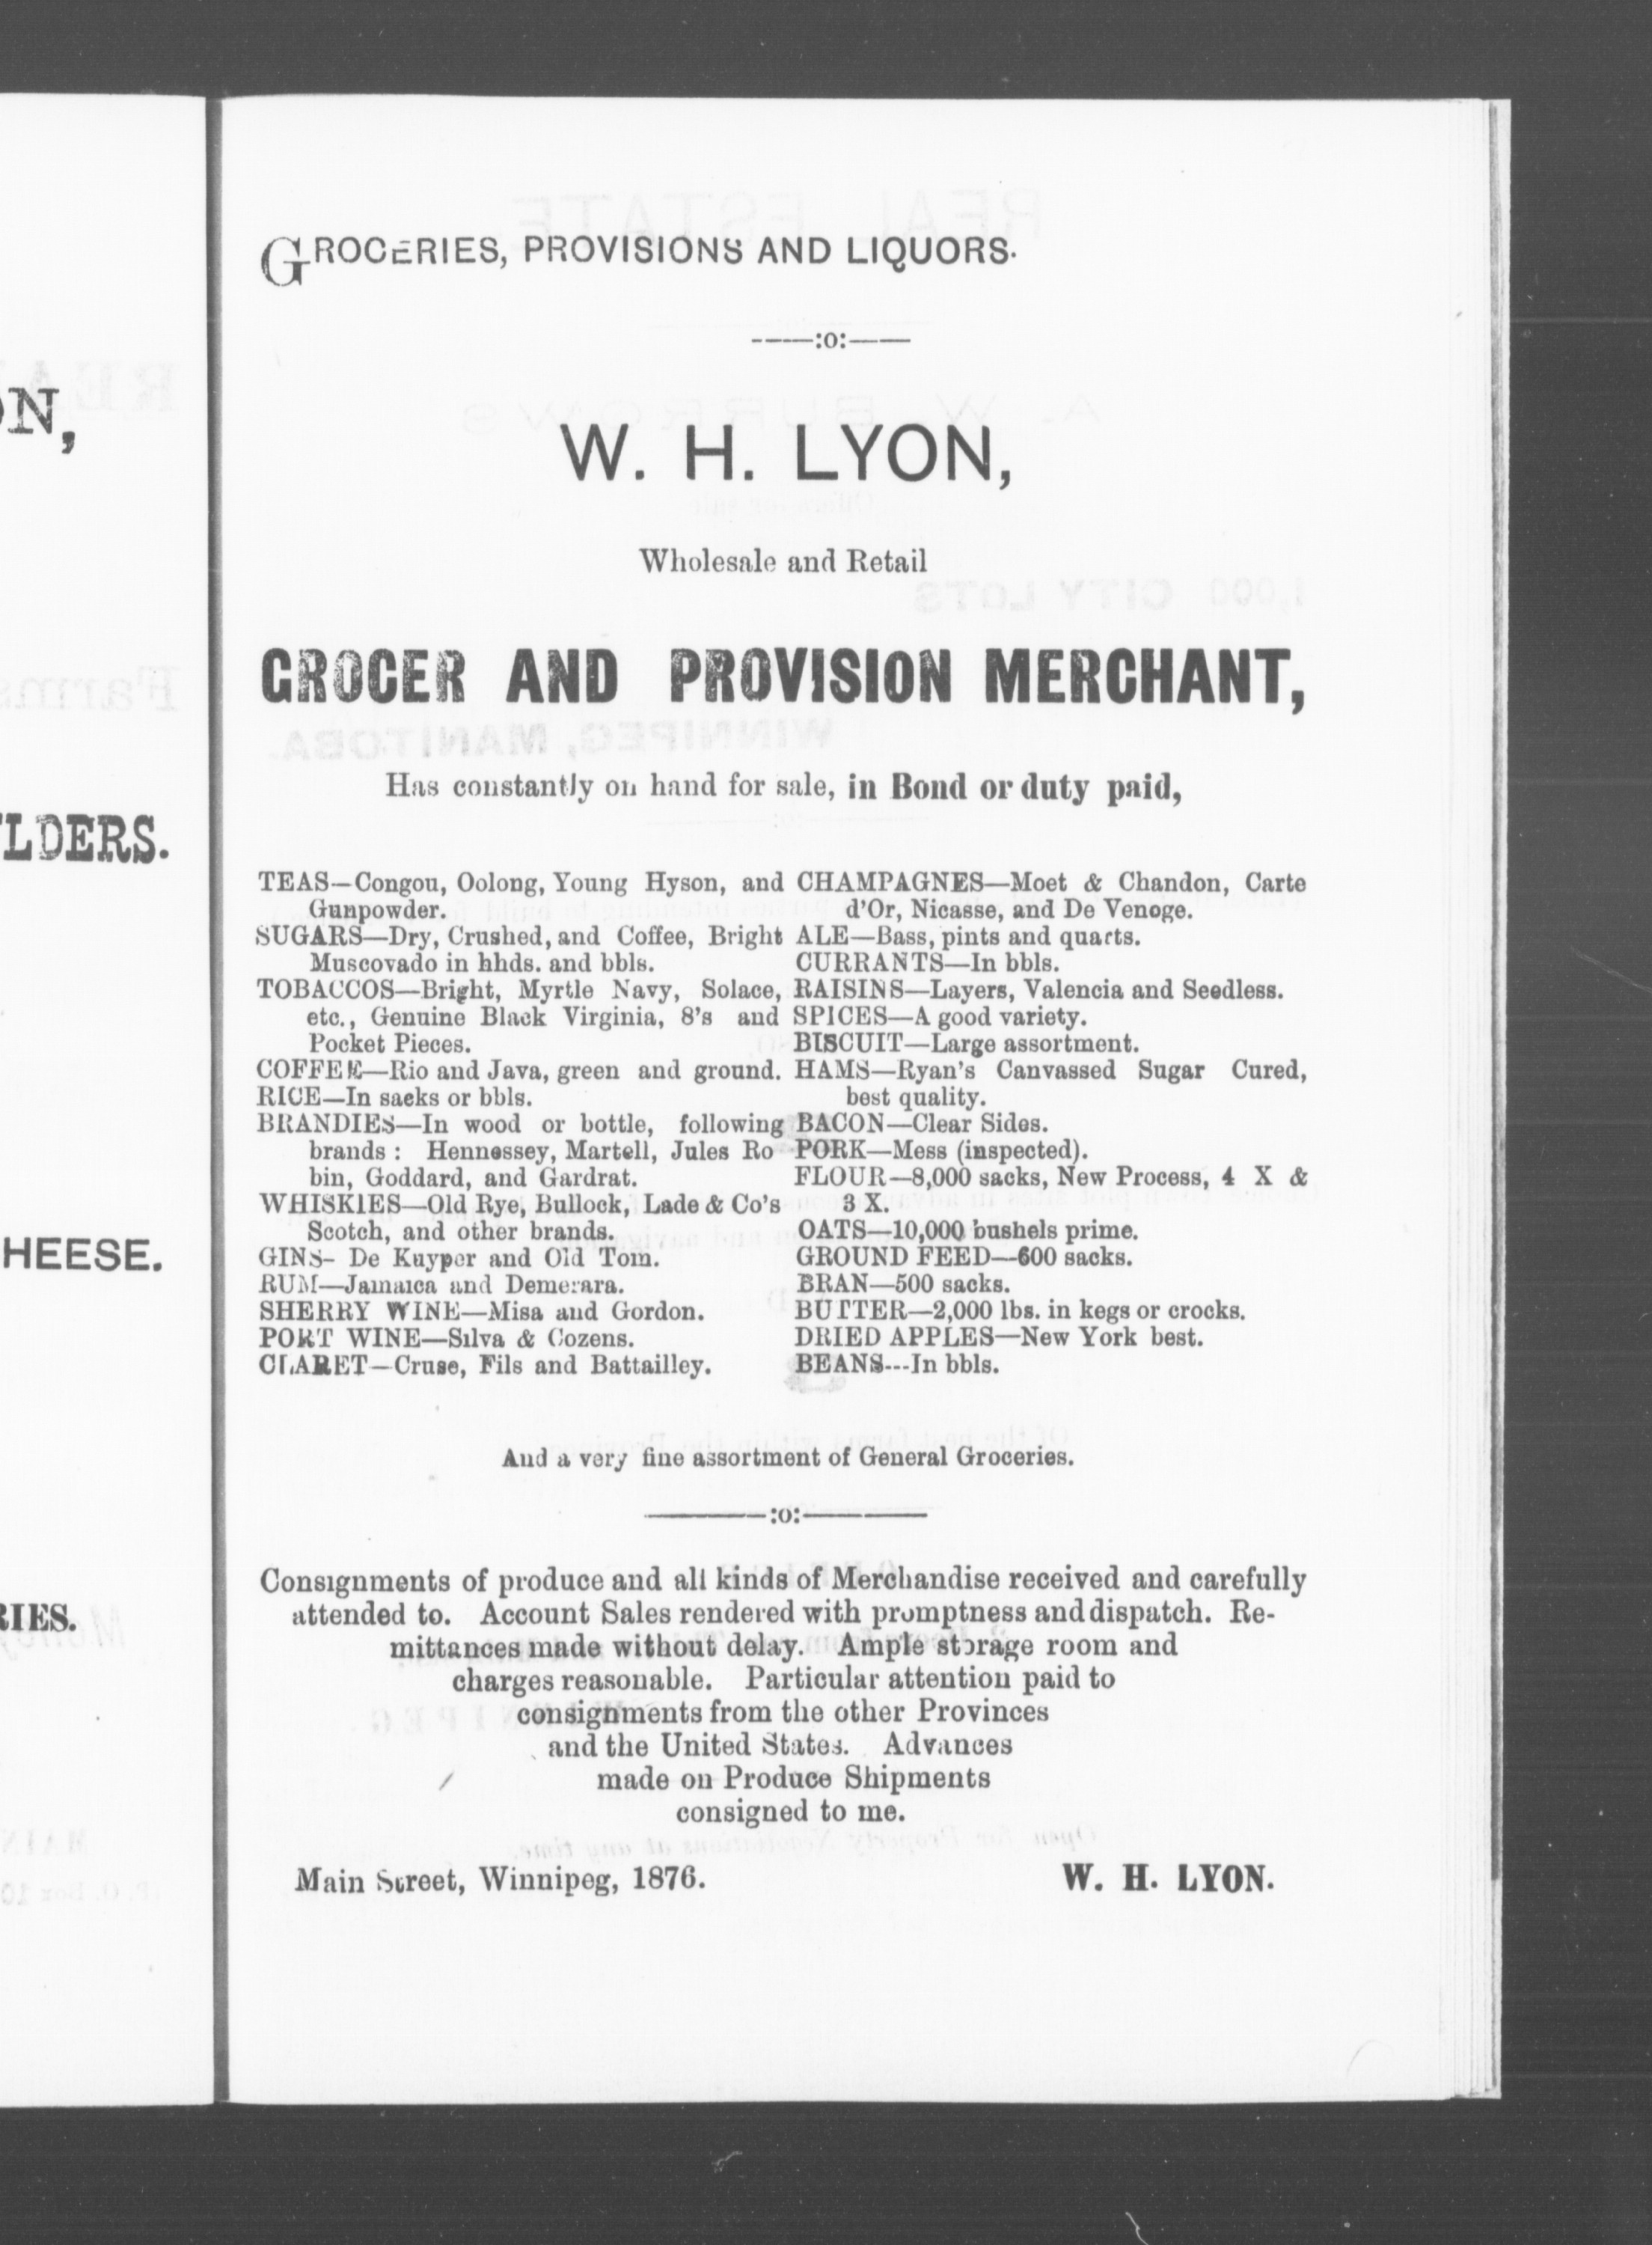 GROCERIES, PROVISIONS AND LIQUORS.
-----:o:-----
W. H. LYON,
Wholesale and Retail
GROCER AND PROVISION MERCHANT,
Has constantly on hand for sale, in Bond or duty paid,
TEAS—Congou, Oolong, Young Hyson, and
Gunpowder.
SUGARS—Dry, Crushed, and Coffee, Bright
Muscovado in hhds. and bbls.
TOBACCOS—Bright, Myrtle Navy, Solace,
etc., Genuine Black Virginia, 8's and
Pocket Pieces.
COFFEE—Rio and Java, green and ground.
RICE—In sacks or bbls.
BRANDIES—In wood or bottle, following
brands : Hennessey, Martell, Jules Ro
bin, Goddard, and Gardrat.
WHISKIES—Old Rye, Bullock, Lade & Co's
Scotch, and other brands.
GINS- De Kuyper and Old Tom.
RUM—Jamaica and Demerara.
SHERRY WINE—Misa and Gordon.
PORT WINE—Silva & Cozens.
CLARET—Cruse, Fils and Battailley.
CHAMPAGNES—Moet & Chandon, Carte
d'Or, Nicasse, and De Venoge.
ALE—Bass, pints and quarts.
CURRANTS—In bbls.
RAISINS—Layers, Valencia and Seedless.
SPICES—A good variety.
BISCUIT—Large assortment.
HAMS—Ryan's Canvassed Sugar Cured,
best quality.
BACON—Clear Sides.
PORK—Mess (inspected).
FLOUR—8,000 sacks, New Process, 4 X &
3 X.
OATS—10,000 bushels prime.
GROUND FEED—600 sacks.
BRAN—500 sacks.
BUTTER—2,000 lbs. in kegs or crocks.
DRIED APPLES—New York best.
BEANS---In bbls.
And a very fine assortment of General Groceries.
———:o:———
Consignments of produce and all kinds of Merchandise received and carefully
attended to. Account Sales rendered with promptness and dispatch. Re-
mittances made without delay. Ample storage room and
charges reasonable. Particular attention paid to
consignments from the other Provinces
and the United States. Advances
made on Produce Shipments
consigned to me.
Main Street, Winnipeg, 1876. W. H. LYON.